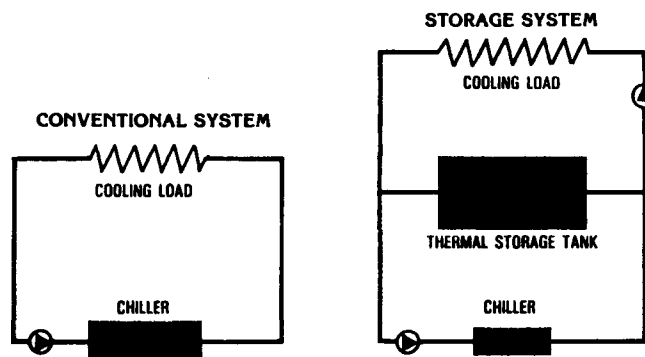 CONVENTIONAL SYSTEM
COOLING LOAD
CHILLER
STORAGE SYSTEM
COOLING LOAD
THERMAL STORAGE TANK
CHILLER